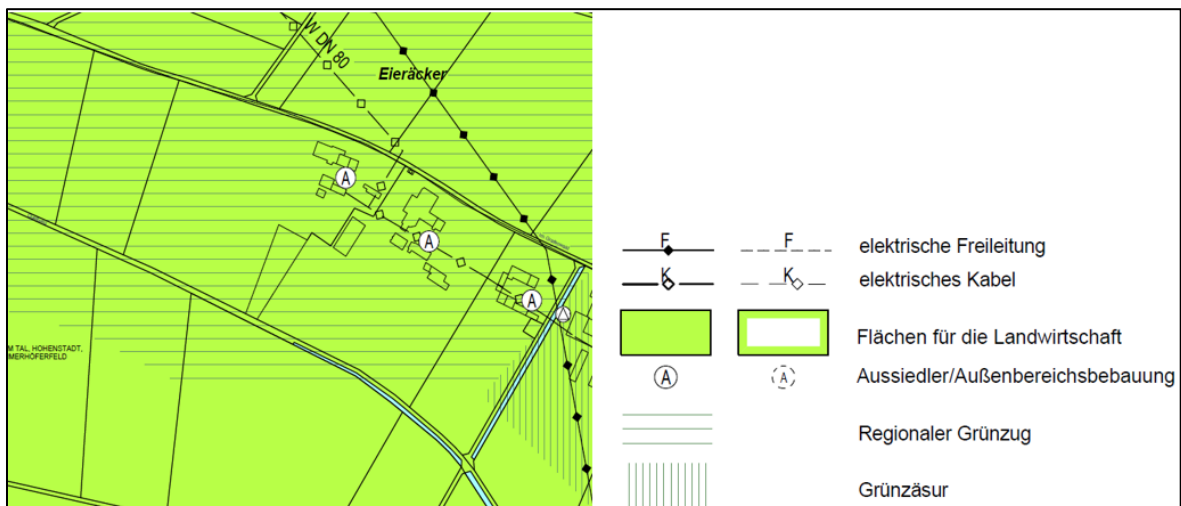 W DN 80
Eieräcker
A
A
A
M TAL, HOHENSTADT,
MERHÖFERFELD
F F elektrische Freileitung
K K elektrisches Kabel
Flächen für die Landwirtschaft
A A Aussiedler/Außenbereichsbebauung
Regionaler Grünzug
Grünzäsur